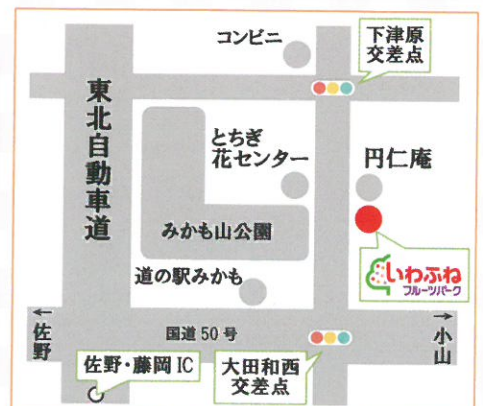 コンビニ
下津原
交差点
東北自動車道
とちぎ
花センター
円仁庵
みかも山公園
いわふね
フルーツパーク
道の駅みかも
←
佐野
国道50号
→
小山
佐野・藤岡IC
大田和西
交差点